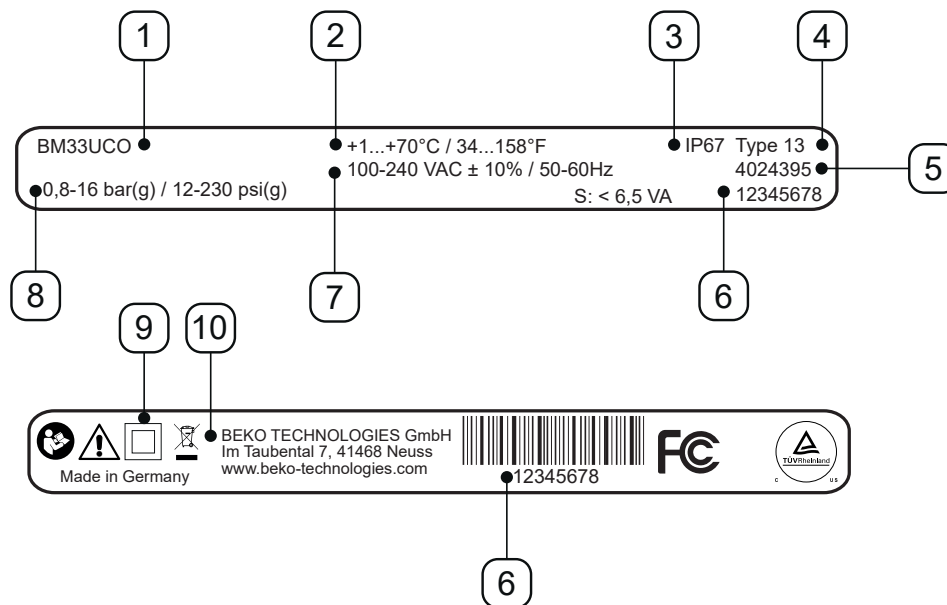 1 2 3 4
BM33UCO +1...+70°C / 34...158°F IP67 Type 13
100-240 VAC ± 10% / 50-60Hz 4024395 5
0,8-16 bar(g) / 12-230 psi(g) S: < 6,5 VA 12345678
8 7 6
9 10
BEKO TECHNOLOGIES GmbH
Im Taubental 7, 41468 Neuss
Made in Germany www.beko-technologies.com 12345678
FC
TÜVRheinland
C US
6